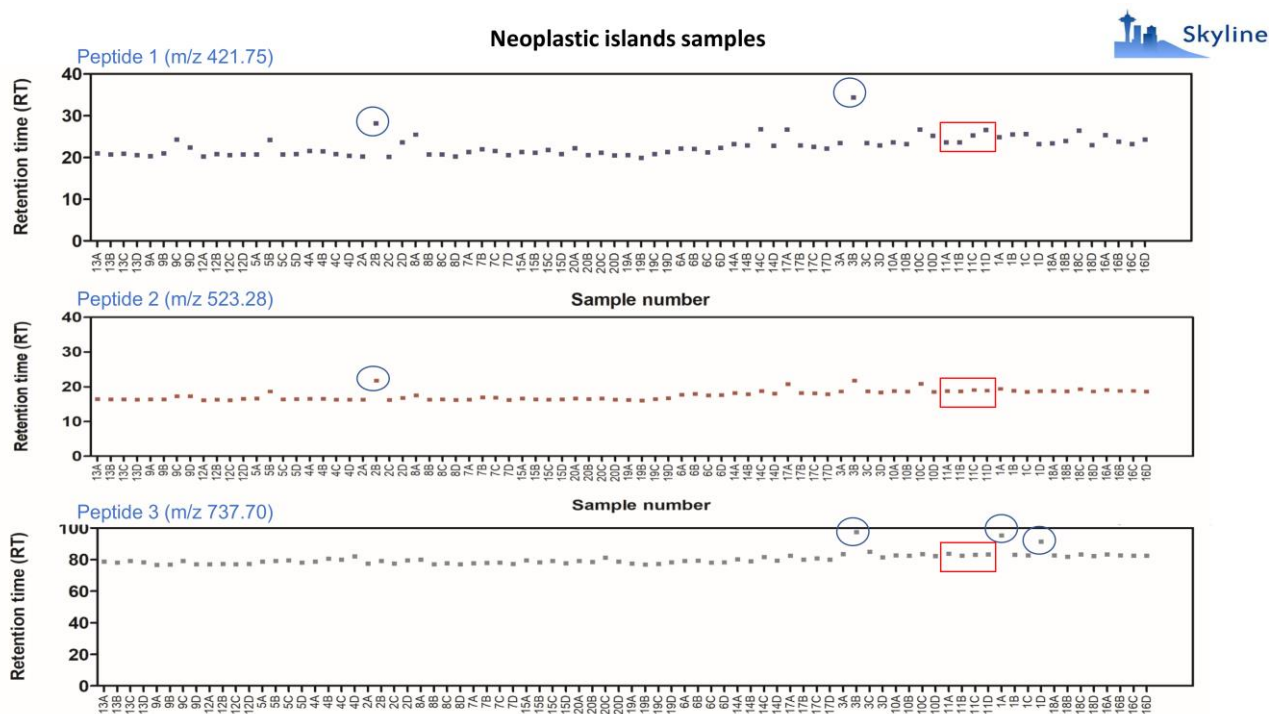 Neoplastic islands samples
Skyline
Peptide 1 (m/z 421.75)
Retention time (RT)
40
30
20
10
0
13A 13B 13C 13D 9A 9B 9C 9D 12A 12B 12C 12D 5A 5B 5C 5D 4A 4B 4C 4D 2A 2B 2C 2D 8A 8B 8C 8D 7A 7B 7C 7D 15A 15B 15C 15D 20A 20B 20C 20D 19A 19B 19C 19D 6A 6B 6C 6D 14A 14B 14C 14D 17A 17B 17C 17D 3A 3B 3C 3D 10A 10B 10C 10D 11A 11B 11C 11D 1A 1B 1C 1D 18A 18B 18C 18D 16A 16B 16C 16D
Sample number
Peptide 2 (m/z 523.28)
Retention time (RT)
40
30
20
10
0
13A 13B 13C 13D 9A 9B 9C 9D 12A 12B 12C 12D 5A 5B 5C 5D 4A 4B 4C 4D 2A 2B 2C 2D 8A 8B 8C 8D 7A 7B 7C 7D 15A 15B 15C 15D 20A 20B 20C 20D 19A 19B 19C 19D 6A 6B 6C 6D 14A 14B 14C 14D 17A 17B 17C 17D 3A 3B 3C 3D 10A 10B 10C 10D 11A 11B 11C 11D 1A 1B 1C 1D 18A 18B 18C 18D 16A 16B 16C 16D
Sample number
Peptide 3 (m/z 737.70)
Retention time (RT)
100
80
60
40
20
0
13A 13B 13C 13D 9A 9B 9C 9D 12A 12B 12C 12D 5A 5B 5C 5D 4A 4B 4C 4D 2A 2B 2C 2D 8A 8B 8C 8D 7A 7B 7C 7D 15A 15B 15C 15D 20A 20B 20C 20D 19A 19B 19C 19D 6A 6B 6C 6D 14A 14B 14C 14D 17A 17B 17C 17D 3A 3B 3C 3D 10A 10B 10C 10D 11A 11B 11C 11D 1A 1B 1C 1D 18A 18B 18C 18D 16A 16B 16C 16D